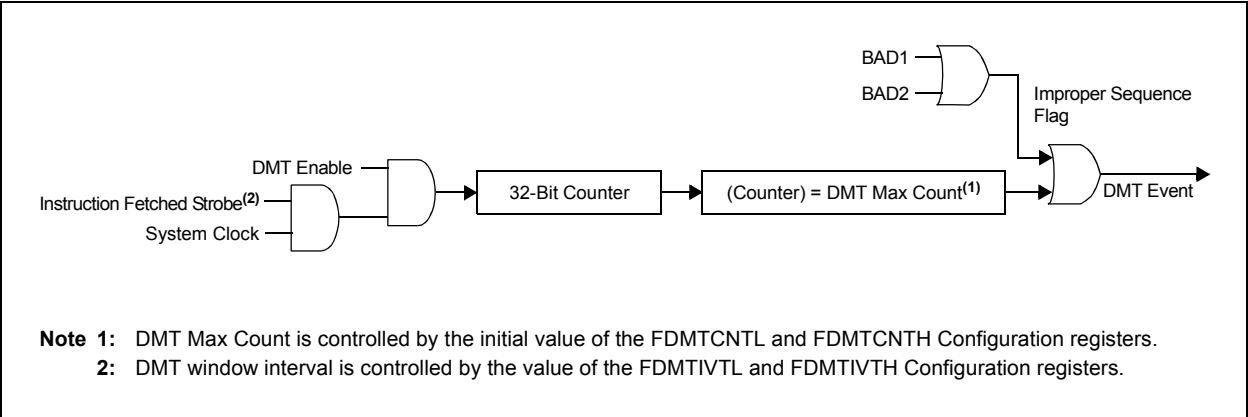 BAD1
BAD2
Improper Sequence
Flag
DMT Enable
Instruction Fetched Strobe(2)
System Clock
32-Bit Counter
(Counter) = DMT Max Count(1)
DMT Event
Note 1: DMT Max Count is controlled by the initial value of the FDMTCNTL and FDMTCNTH Configuration registers.
2: DMT window interval is controlled by the value of the FDMTIVTL and FDMTIVTH Configuration registers.